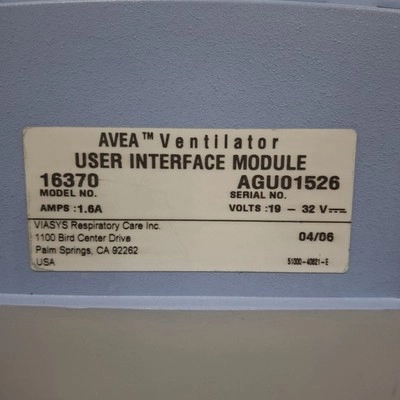 AVEA™ Ventilator
USER INTERFACE MODULE
16370 AGU01526
MODEL NO. SERIAL NO.
AMPS :1.6A VOLTS :19 – 32 V⎓
VIASYS Respiratory Care Inc.
1100 Bird Center Drive 04/06
Palm Springs, CA 92262
USA 51000-40821-E